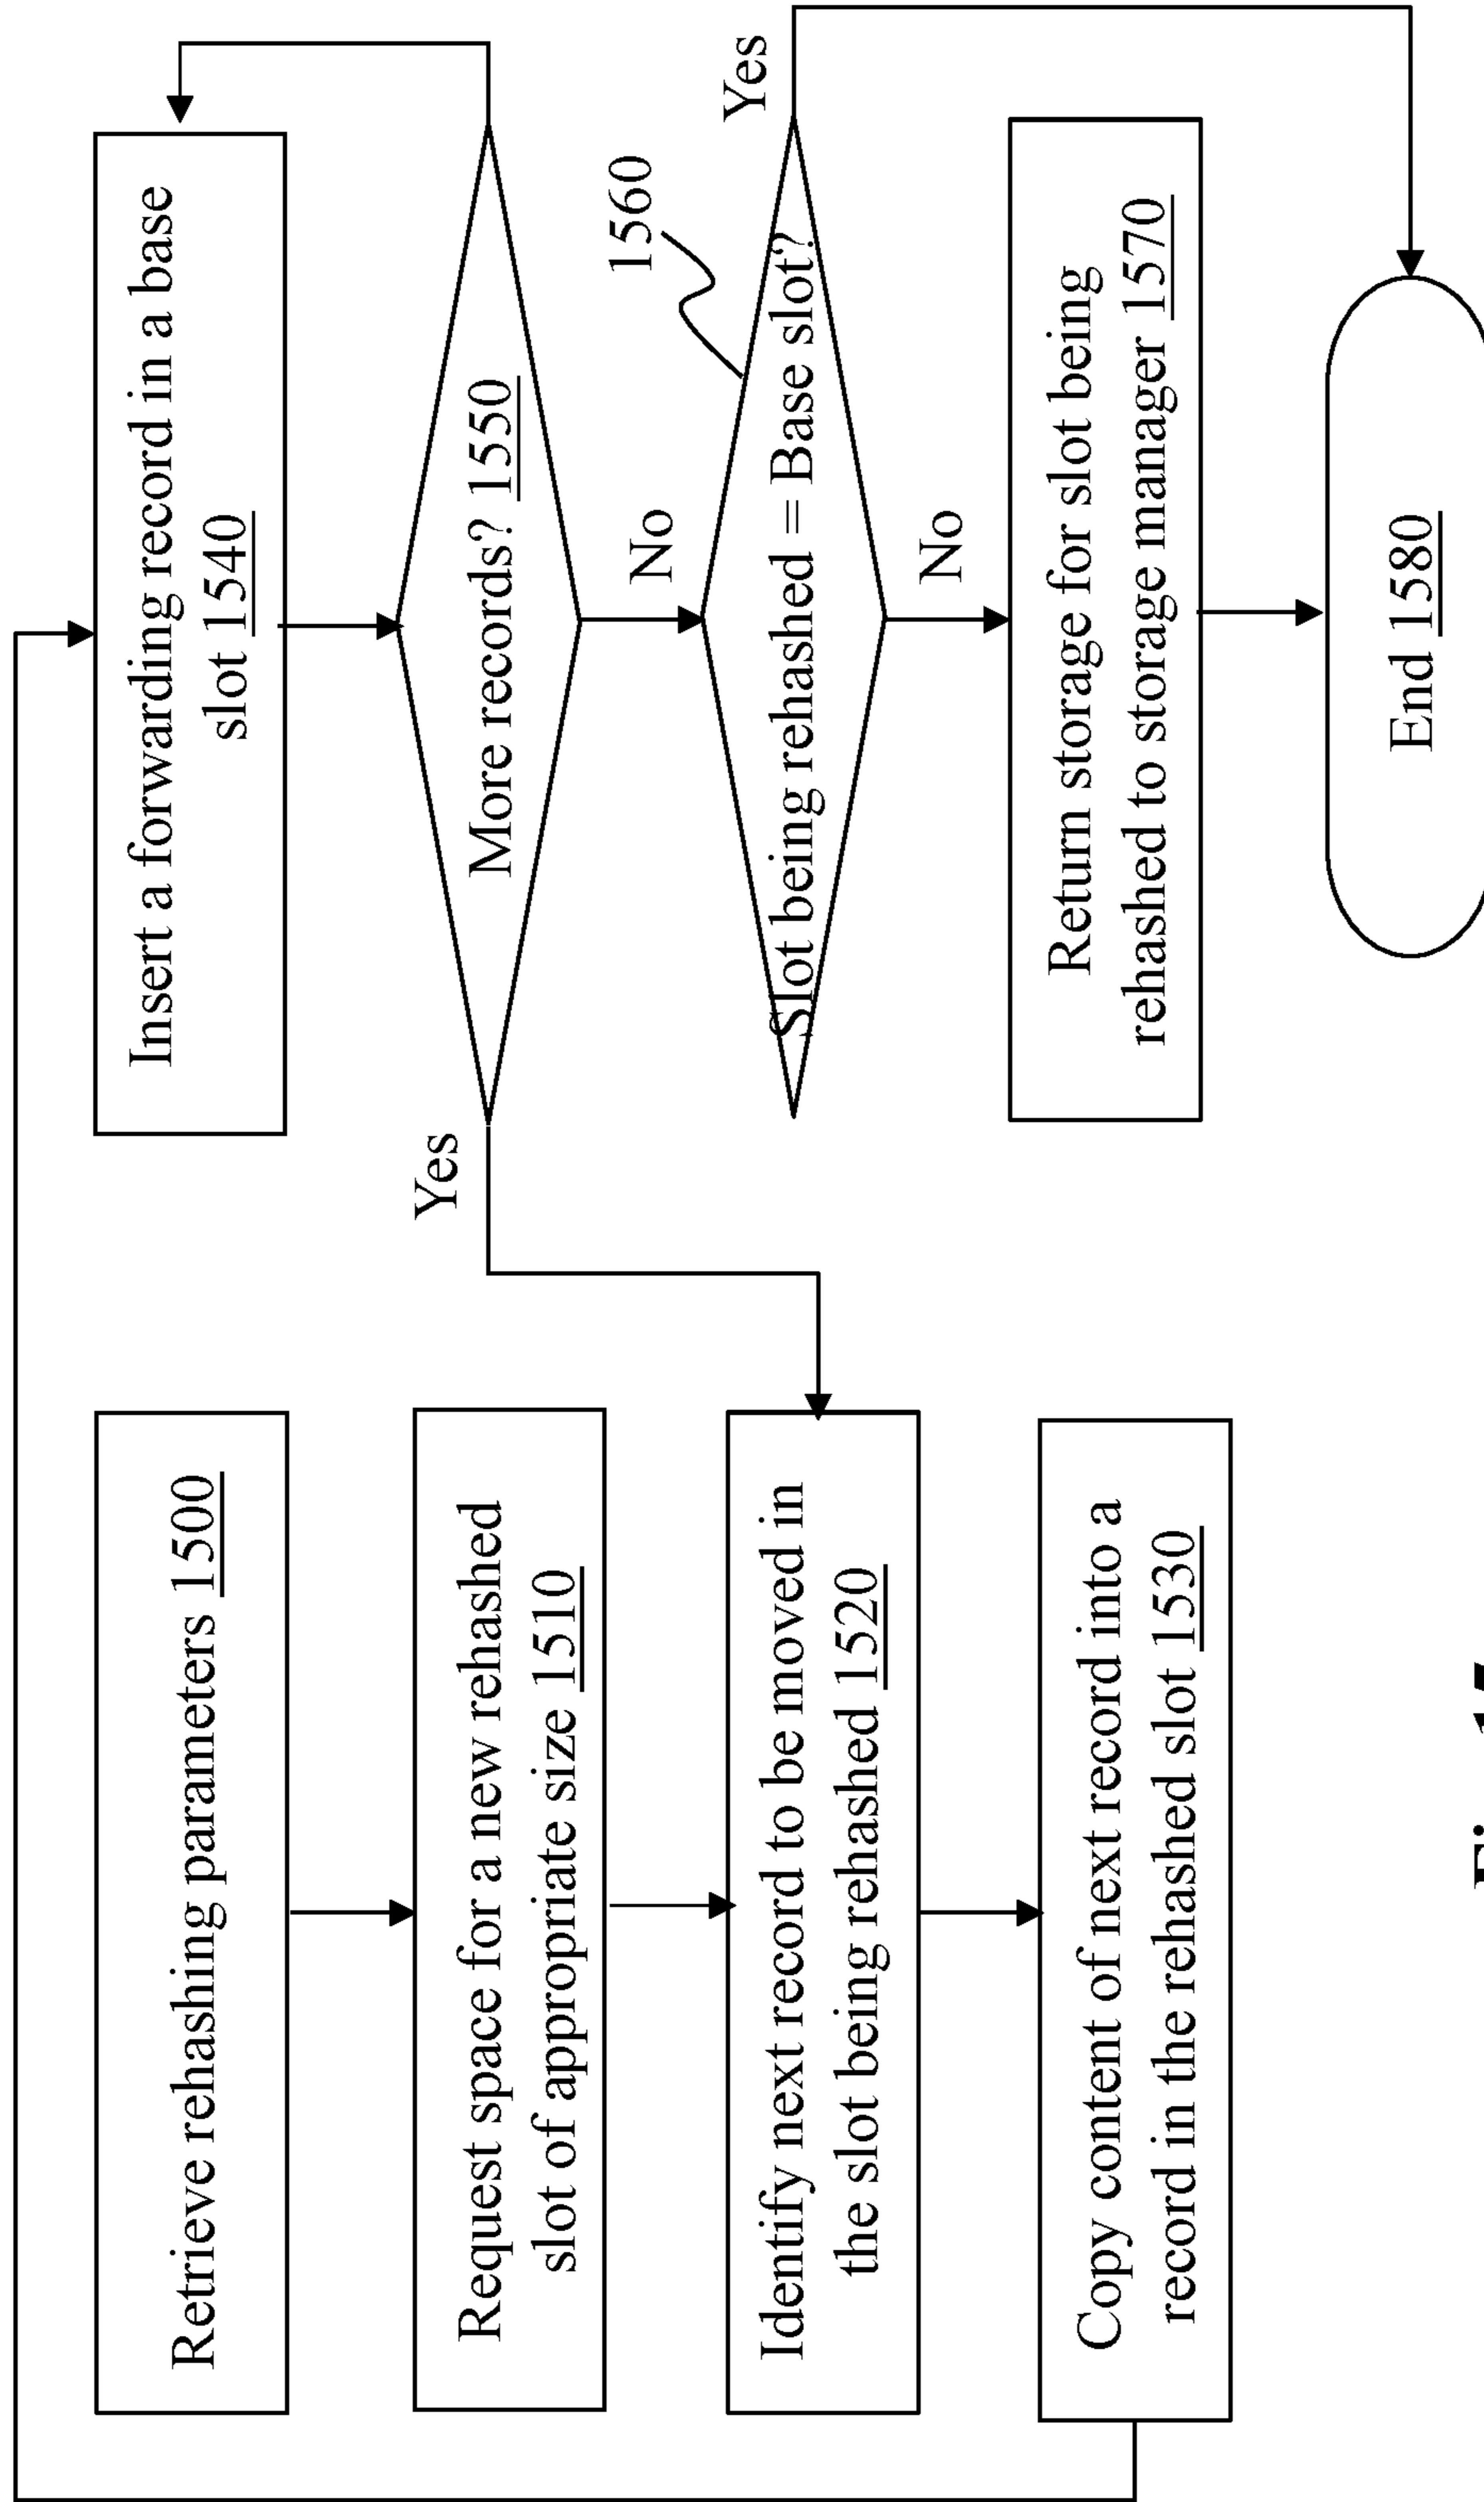 Retrieve rehashing parameters 1500
Request space for a new rehashed
slot of appropriate size 1510
Identify next record to be moved in
the slot being rehashed 1520
Copy content of next record into a
record in the rehashed slot 1530
Insert a forwarding record in a base
slot 1540
More records? 1550
Yes
No
1560
Slot being rehashed = Base slot?
Yes
No
Return storage for slot being
rehashed to storage manager 1570
End 1580